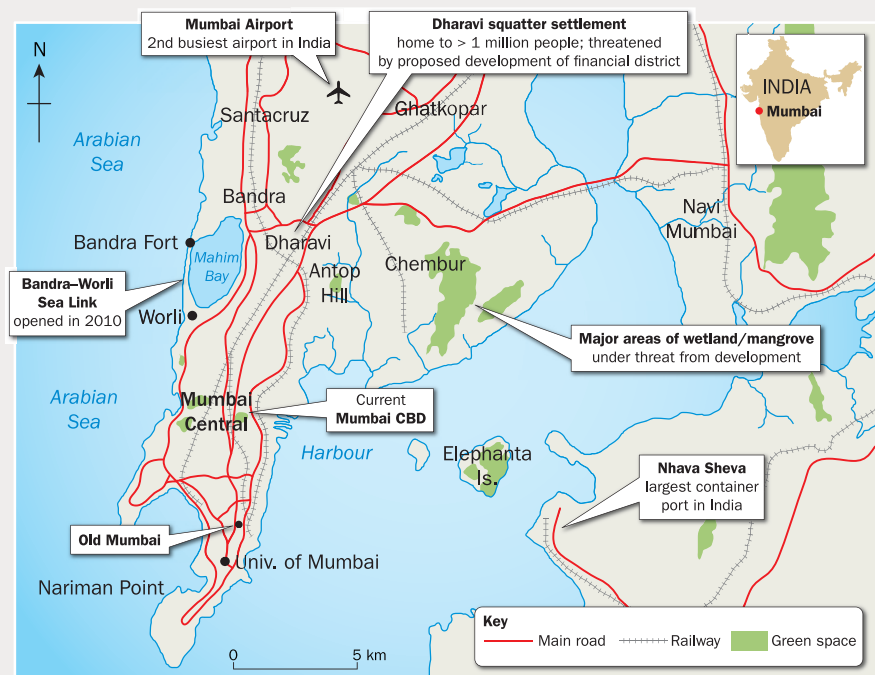 Mumbai Airport
2nd busiest airport in India
Dharavi squatter settlement
home to > 1 million people; threatened
by proposed development of financial district
N
INDIA
Mumbai
Arabian
Sea
Santacruz
Ghatkopar
Bandra
Navi
Mumbai
Bandra Fort
Mahim
Bay
Dharavi
Antop
Hill
Chembur
Bandra–Worli
Sea Link
opened in 2010
Worli
Major areas of wetland/mangrove
under threat from development
Arabian
Sea
Mumbai
Central
Current
Mumbai CBD
Harbour
Elephanta
Is.
Nhava Sheva
largest container
port in India
Old Mumbai
Univ. of Mumbai
Nariman Point
0
5 km
Key
Main road
Railway
Green space